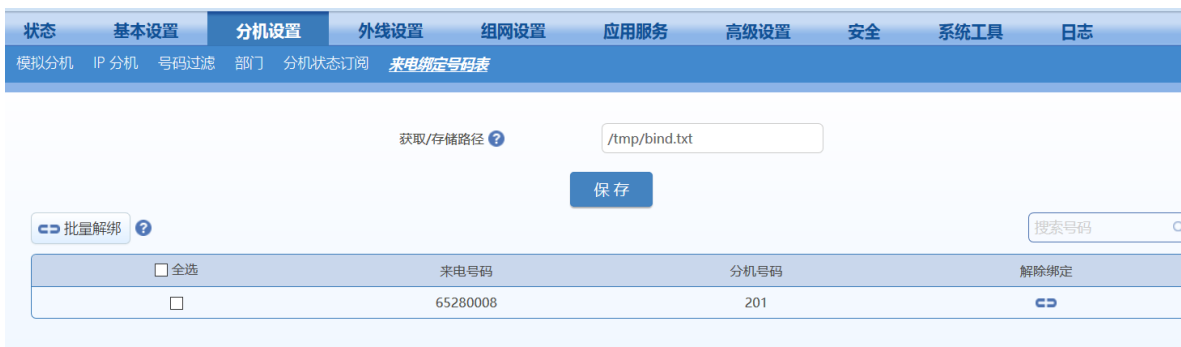 状态 基本设置 分机设置 外线设置 组网设置 应用服务 高级设置 安全 系统工具 日志
模拟分机 IP 分机 号码过滤 部门 分机状态订阅 来电绑定号码表
获取/存储路径 ? /tmp/bind.txt
保存
批量解绑 ? 搜索号码
全选 来电号码 分机号码 解除绑定
65280008 201